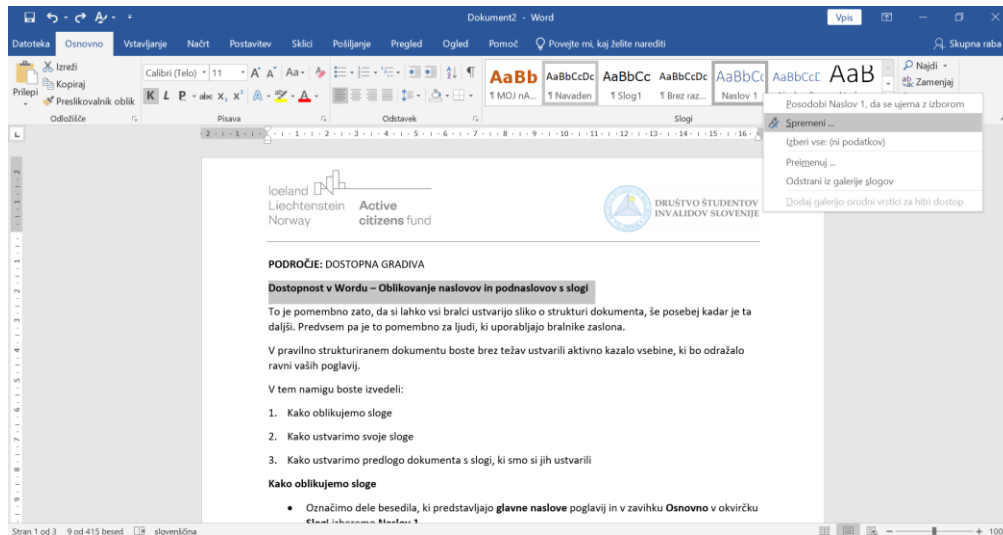 Dokument2 - Word
Vpis
Datoteka Osnovno Vstavljanje Načrt Postavitev Sklici Pošiljanje Pregled Ogled Pomoč Povejte mi, kaj želite narediti Skupna raba
Prilepi
Izreži
Kopiraj
Preslikovalnik oblik
Odložišče
Calibri (Telo) 11
K L P abc X, X²
Pisava
Odstavek
AaBb AaBbCcDc AaBbCc AaBbCcDc AaBbCc AaBbCcD AaB
¶ MOJ nA... ¶ Navaden ¶ Slog1 ¶ Brez raz... Naslov 1
Slogi
Najdi
Zamenjaj
Posodobi Naslov 1, da se ujema z izborom
Spremeni ...
Izberi vse: (ni podatkov)
Preimenuj ...
Odstrani iz galerije slogov
Dodaj galerijo orodni vrstici za hitri dostop
Iceland
Liechtenstein Active
Norway citizens fund
DRUŠTVO ŠTUDENTOV
INVALIDOV SLOVENIJE
PODROČJE: DOSTOPNA GRADIVA
Dostopnost v Wordu – Oblikovanje naslovov in podnaslovov s slogi
To je pomembno zato, da si lahko vsi bralci ustvarijo sliko o strukturi dokumenta, še posebej kadar je ta
daljši. Predvsem pa je to pomembno za ljudi, ki uporabljajo bralnike zaslona.
V pravilno strukturiranem dokumentu boste brez težav ustvarili aktivno kazalo vsebine, ki bo odražalo
ravni vaših poglavij.
V tem namigu boste izvedeli:
1. Kako oblikujemo sloge
2. Kako ustvarimo svoje sloge
3. Kako ustvarimo predlogo dokumenta s slogi, ki smo si jih ustvarili
Kako oblikujemo sloge
• Označimo dele besedila, ki predstavljajo glavne naslove poglavij in v zavihku Osnovno v okvirčku
Slogi izberemo Naslov 1
Stran 1 od 3 9 od 415 besed slovenščina
100